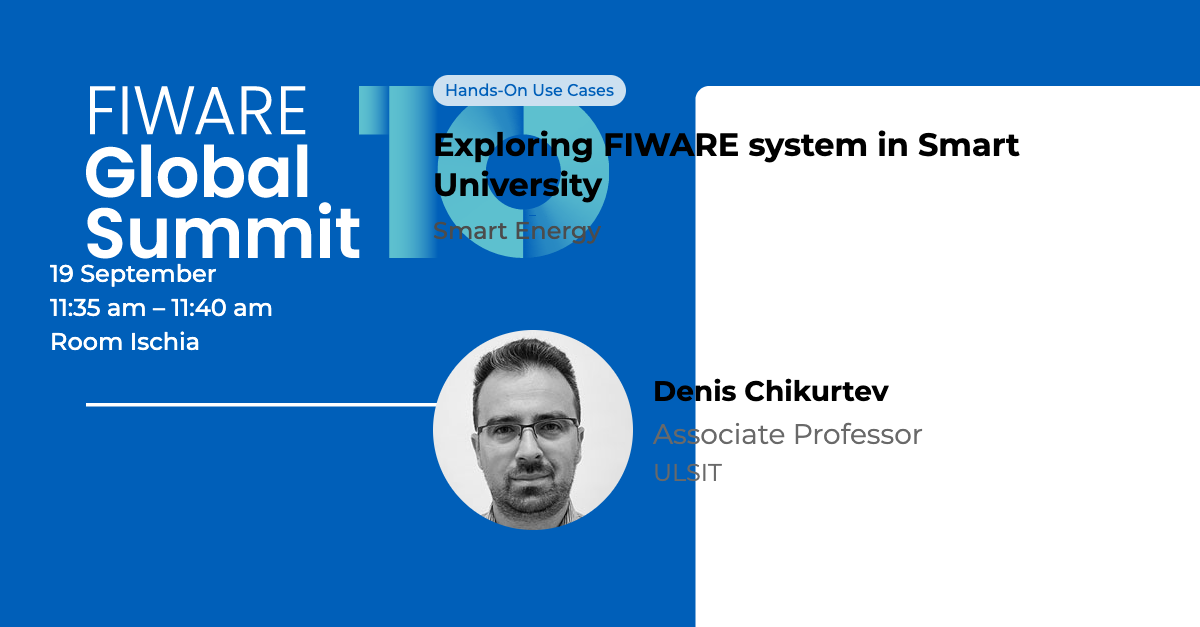 FIWARE
Global
Summit
10
19 September
11:35 am – 11:40 am
Room Ischia
Hands-On Use Cases
Exploring FIWARE system in Smart
University
Smart Energy
Denis Chikurtev
Associate Professor
ULSIT